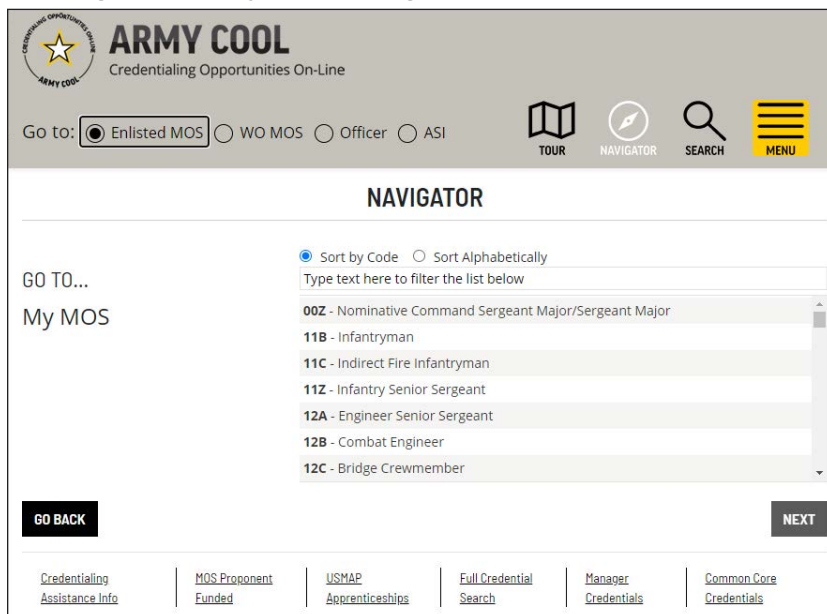 CREDENTIALING OPPORTUNITIES ON-LINE
ARMY COOL
ARMY COOL
Credentialing Opportunities On-Line
Go to: Enlisted MOS WO MOS Officer ASI
TOUR NAVIGATOR SEARCH MENU
NAVIGATOR
Sort by Code Sort Alphabetically
GO TO...
Type text here to filter the list below
My MOS
00Z - Nominative Command Sergeant Major/Sergeant Major
11B - Infantryman
11C - Indirect Fire Infantryman
11Z - Infantry Senior Sergeant
12A - Engineer Senior Sergeant
12B - Combat Engineer
12C - Bridge Crewmember
GO BACK NEXT
Credentialing MOS Proponent USMAP Full Credential Manager Common Core
Assistance Info Funded Apprenticeships Search Credentials Credentials